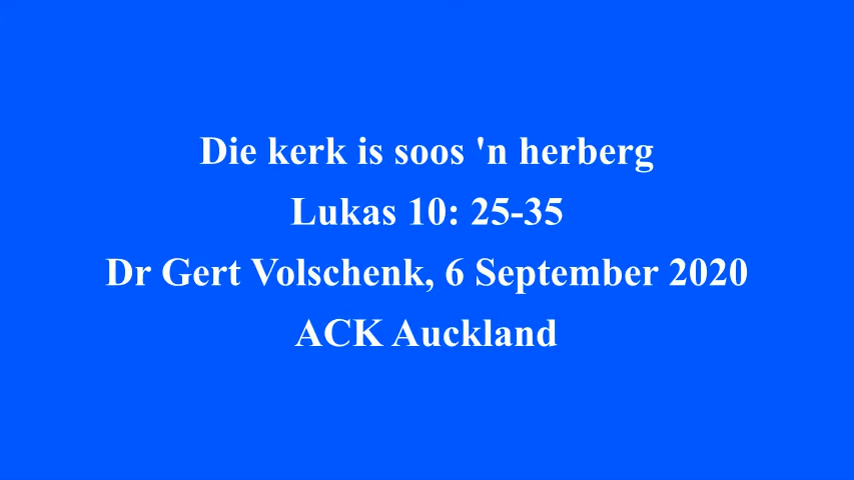 Die kerk is soos 'n herberg
Lukas 10: 25-35
Dr Gert Volschenk, 6 September 2020
ACK Auckland